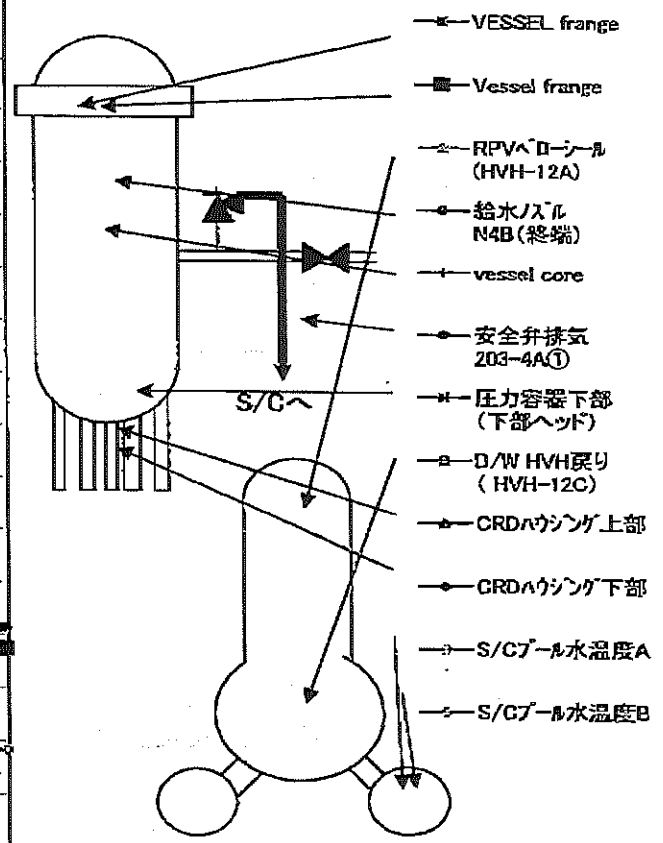 VESSEL frange
Vessel frange
RPVベローシール
(HVH-12A)
給水ノズル
N4B(終端)
vessel core
安全弁排気
203-4A①
圧力容器下部
(下部ヘッド)
D/W HVH戻り
( HVH-12C)
CRDハウジング上部
CRDハウジング下部
S/Cプール水温度A
S/Cプール水温度B
S/Cへ